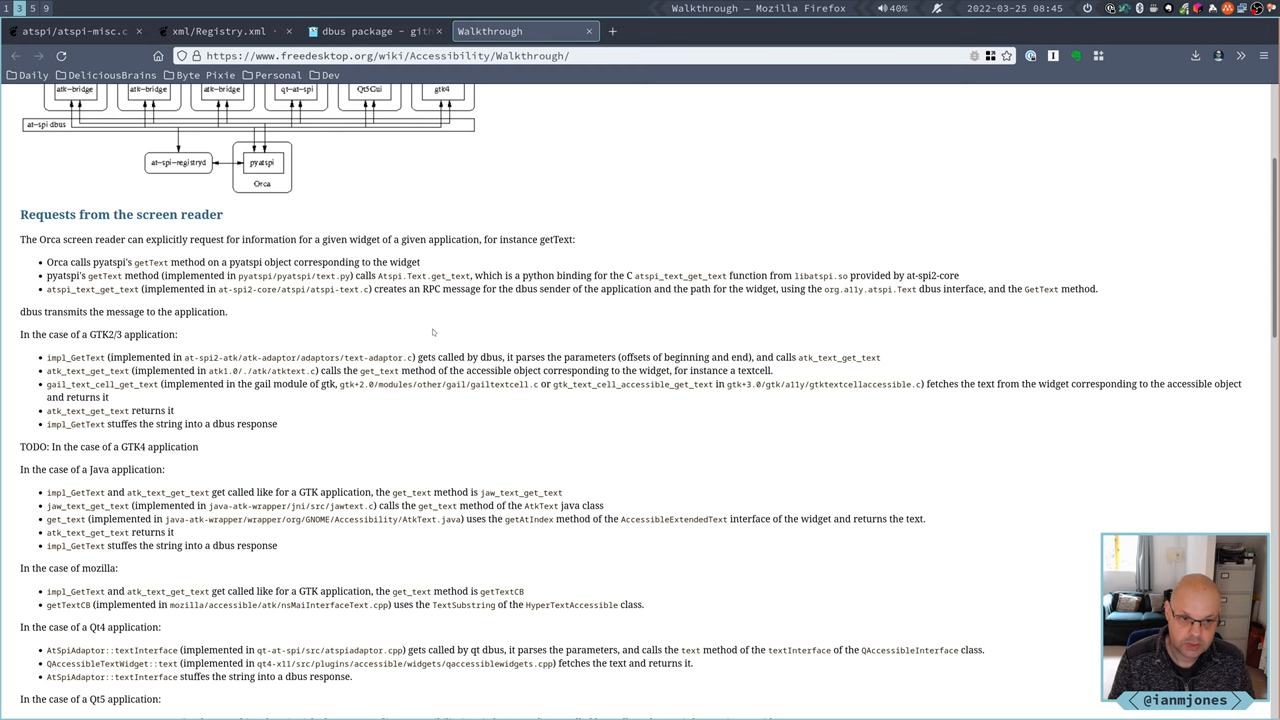 1 3 5 9
Walkthrough — Mozilla Firefox
40%
2022-03-25 08:45
atspi/atspi-misc.c ×
xml/Registry.xml · ×
dbus package - gith ×
Walkthrough ×
https://www.freedesktop.org/wiki/Accessibility/Walkthrough/
Daily DeliciousBrains Byte Pixie Personal Dev
atk-bridge atk-bridge atk-bridge qt-at-spi Qt5Gui gtk4
at-spi dbus
at-spi-registryd pyatspi
Orca
Requests from the screen reader
The Orca screen reader can explicitly request for information for a given widget of a given application, for instance getText:
• Orca calls pyatspi's getText method on a pyatspi object corresponding to the widget
• pyatspi's getText method (implemented in pyatspi/pyatspi/text.py) calls Atspi.Text.get_text, which is a python binding for the C atspi_text_get_text function from libatspi.so provided by at-spi2-core
• atspi_text_get_text (implemented in at-spi2-core/atspi/atspi-text.c) creates an RPC message for the dbus sender of the application and the path for the widget, using the org.a11y.atspi.Text dbus interface, and the GetText method.
dbus transmits the message to the application.
In the case of a GTK2/3 application:
• impl_GetText (implemented in at-spi2-atk/atk-adaptor/adaptors/text-adaptor.c) gets called by dbus, it parses the parameters (offsets of beginning and end), and calls atk_text_get_text
• atk_text_get_text (implemented in atk1.0/./atk/atktext.c) calls the get_text method of the accessible object corresponding to the widget, for instance a textcell.
• gail_text_cell_get_text (implemented in the gail module of gtk, gtk+2.0/modules/other/gail/gailtextcell.c or gtk_text_cell_accessible_get_text in gtk+3.0/gtk/a11y/gtktextcellaccessible.c) fetches the text from the widget corresponding to the accessible object
and returns it
• atk_text_get_text returns it
• impl_GetText stuffes the string into a dbus response
TODO: In the case of a GTK4 application
In the case of a Java application:
• impl_GetText and atk_text_get_text get called like for a GTK application, the get_text method is jaw_text_get_text
• jaw_text_get_text (implemented in java-atk-wrapper/jni/src/jawtext.c) calls the get_text method of the AtkText java class
• get_text (implemented in java-atk-wrapper/wrapper/org/GNOME/Accessibility/AtkText.java) uses the getAtIndex method of the AccessibleExtendedText interface of the widget and returns the text.
• atk_text_get_text returns it
• impl_GetText stuffes the string into a dbus response
In the case of mozilla:
• impl_GetText and atk_text_get_text get called like for a GTK application, the get_text method is getTextCB
• getTextCB (implemented in mozilla/accessible/atk/nsMaiInterfaceText.cpp) uses the TextSubstring of the HyperTextAccessible class.
In the case of a Qt4 application:
• AtSpiAdaptor::textInterface (implemented in qt-at-spi/src/atspiadaptor.cpp) gets called by qt dbus, it parses the parameters, and calls the text method of the textInterface of the QAccessibleInterface class.
• QAccessibleTextWidget::text (implemented in qt4-x11/src/plugins/accessible/widgets/qaccessiblewidgets.cpp) fetches the text and returns it.
• AtSpiAdaptor::textInterface stuffes the string into a dbus response.
In the case of a Qt5 application:
@ianmjones